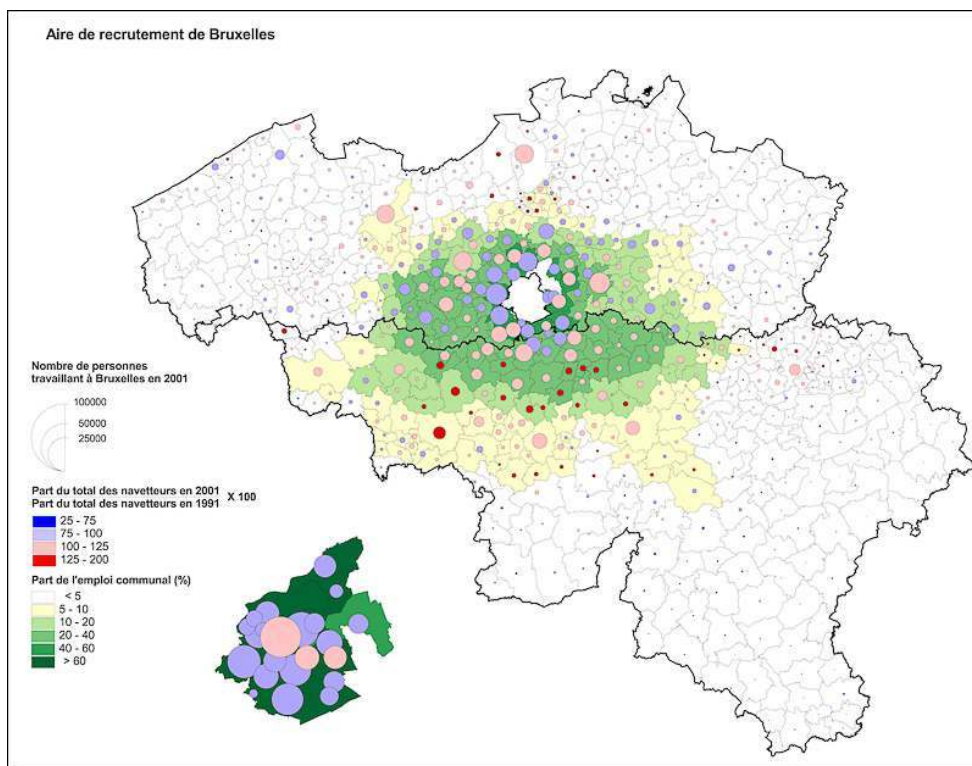 Aire de recrutement de Bruxelles
Nombre de personnes
travaillant à Bruxelles en 2001
100000
50000
25000
Part du total des navetteurs en 2001
Part du total des navetteurs en 1991
X 100
25 - 75
75 - 100
100 - 125
125 - 200
Part de l'emploi communal (%)
< 5
5 - 10
10 - 20
20 - 40
40 - 60
> 60